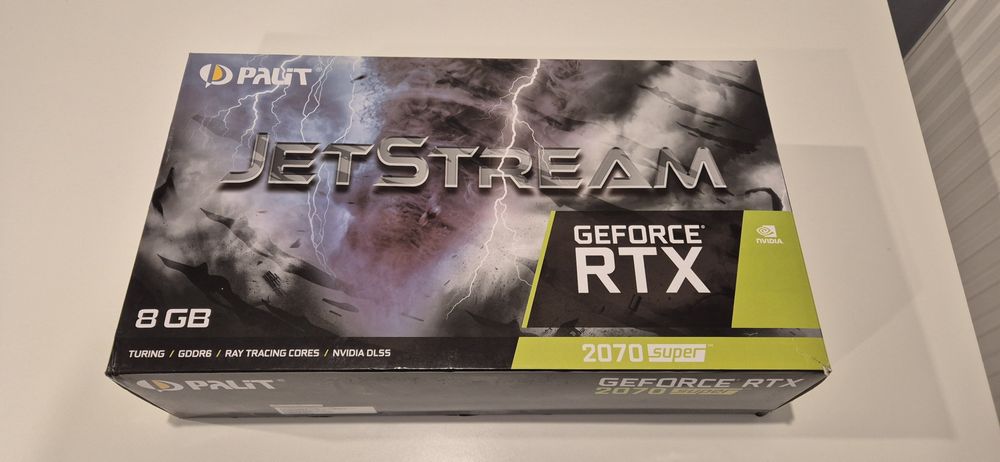 PALiT®
JETSTREAM
GEFORCE®
RTX
NVIDIA
8 GB
TURING / GDDR6 / RAY TRACING CORES / NVIDIA DLSS
2070 SUPER™
PALiT®
GEFORCE RTX
2070 SUPER